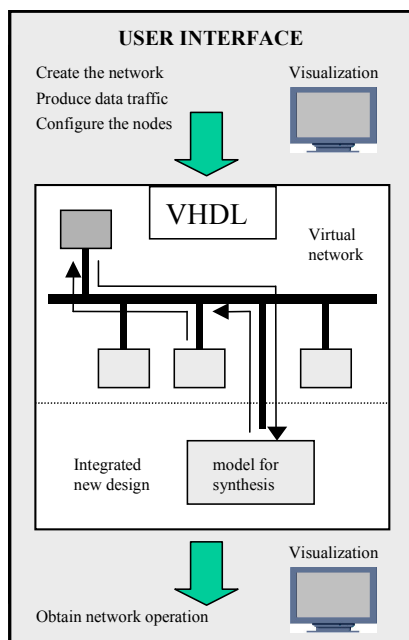 USER INTERFACE
Create the network
Visualization
Produce data traffic
Configure the nodes
VHDL
Virtual
network
Integrated
new design
model for
synthesis
Visualization
Obtain network operation